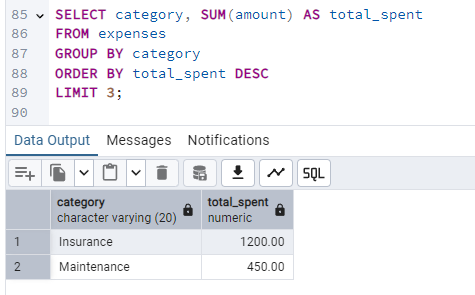 85 SELECT category, SUM(amount) AS total_spent
86 FROM expenses
87 GROUP BY category
88 ORDER BY total_spent DESC
89 LIMIT 3;
90
Data Output Messages Notifications
SQL
category total_spent
character varying (20) numeric
1 Insurance 1200.00
2 Maintenance 450.00